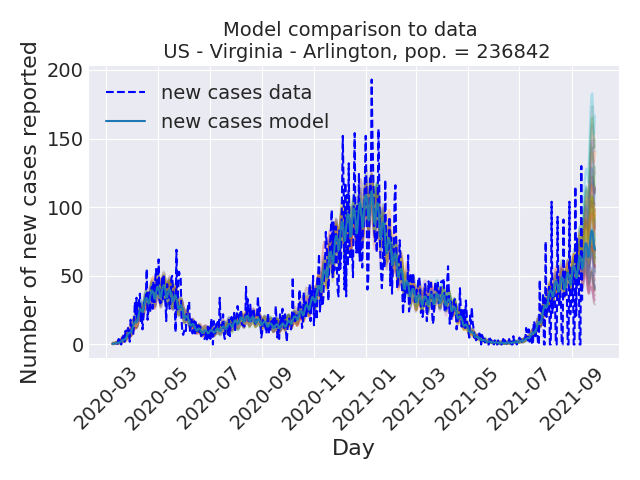 Model comparison to data
US - Virginia - Arlington, pop. = 236842
Number of new cases reported
200
150
100
50
0
new cases data
new cases model
2020-03
2020-05
2020-07
2020-09
2020-11
2021-01
2021-03
2021-05
2021-07
2021-09
Day